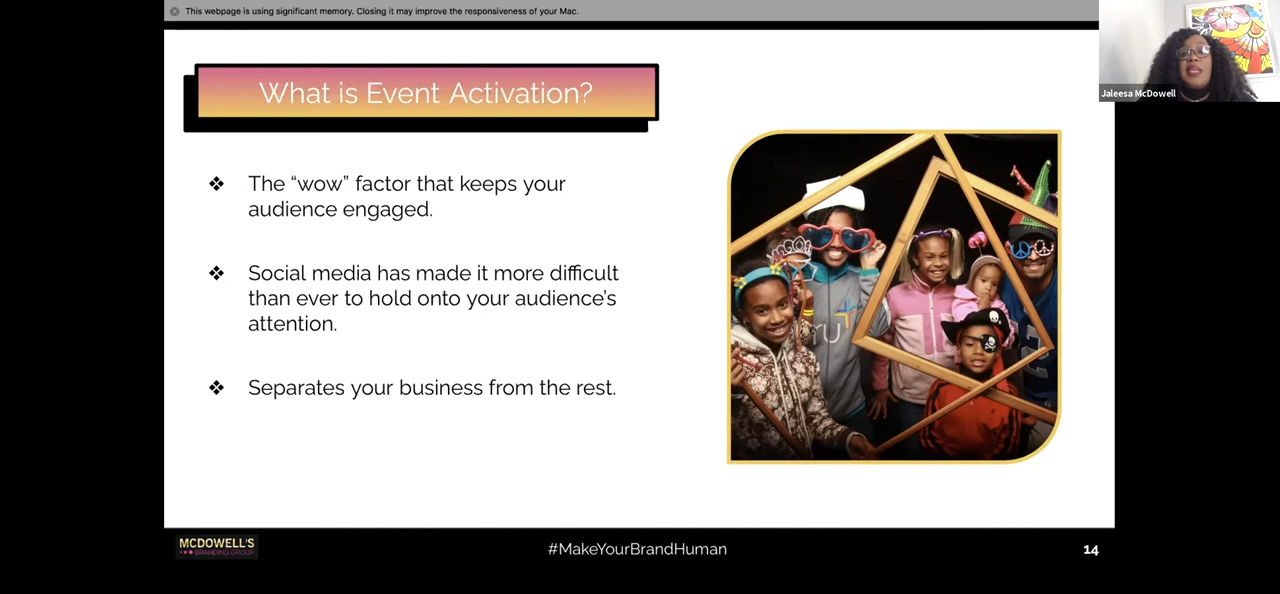 This webpage is using significant memory. Closing it may improve the responsiveness of your Mac.
What is Event Activation?
Jaleesa McDowell
❖ The “wow” factor that keeps your
audience engaged.
❖ Social media has made it more difficult
than ever to hold onto your audience’s
attention.
❖ Separates your business from the rest.
MCDOWELL'S
BRANDING GROUP
#MakeYourBrandHuman
14